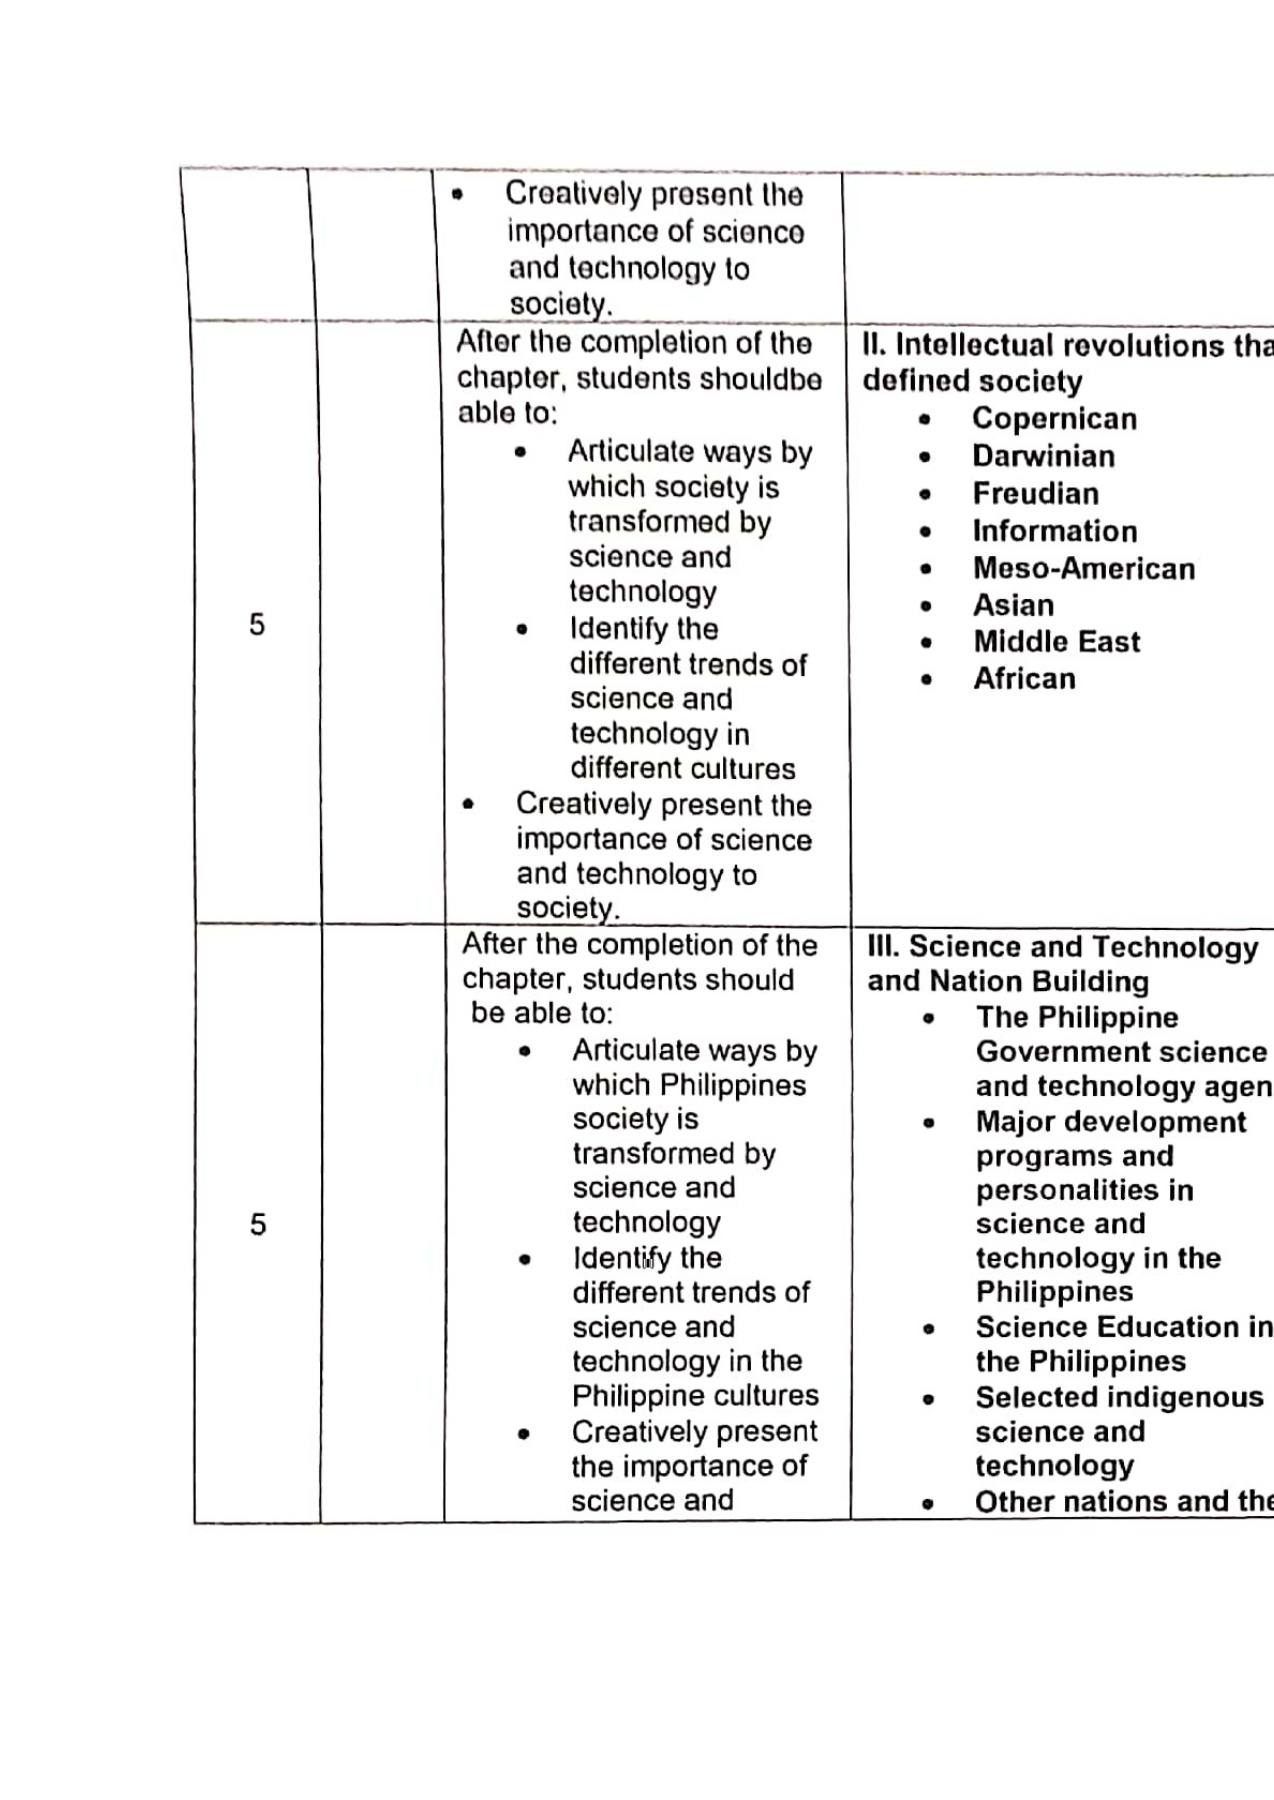 • Creatively present the
importance of science
and technology to
society.
5
After the completion of the
chapter, students shouldbe
able to:
• Articulate ways by
which society is
transformed by
science and
technology
• Identify the
different trends of
science and
technology in
different cultures
• Creatively present the
importance of science
and technology to
society.
II. Intellectual revolutions tha
defined society
• Copernican
• Darwinian
• Freudian
• Information
• Meso-American
• Asian
• Middle East
• African
5
After the completion of the
chapter, students should
be able to:
• Articulate ways by
which Philippines
society is
transformed by
science and
technology
• Identify the
different trends of
science and
technology in the
Philippine cultures
• Creatively present
the importance of
science and
III. Science and Technology
and Nation Building
• The Philippine
Government science
and technology agen
• Major development
programs and
personalities in
science and
technology in the
Philippines
• Science Education in
the Philippines
• Selected indigenous
science and
technology
• Other nations and the